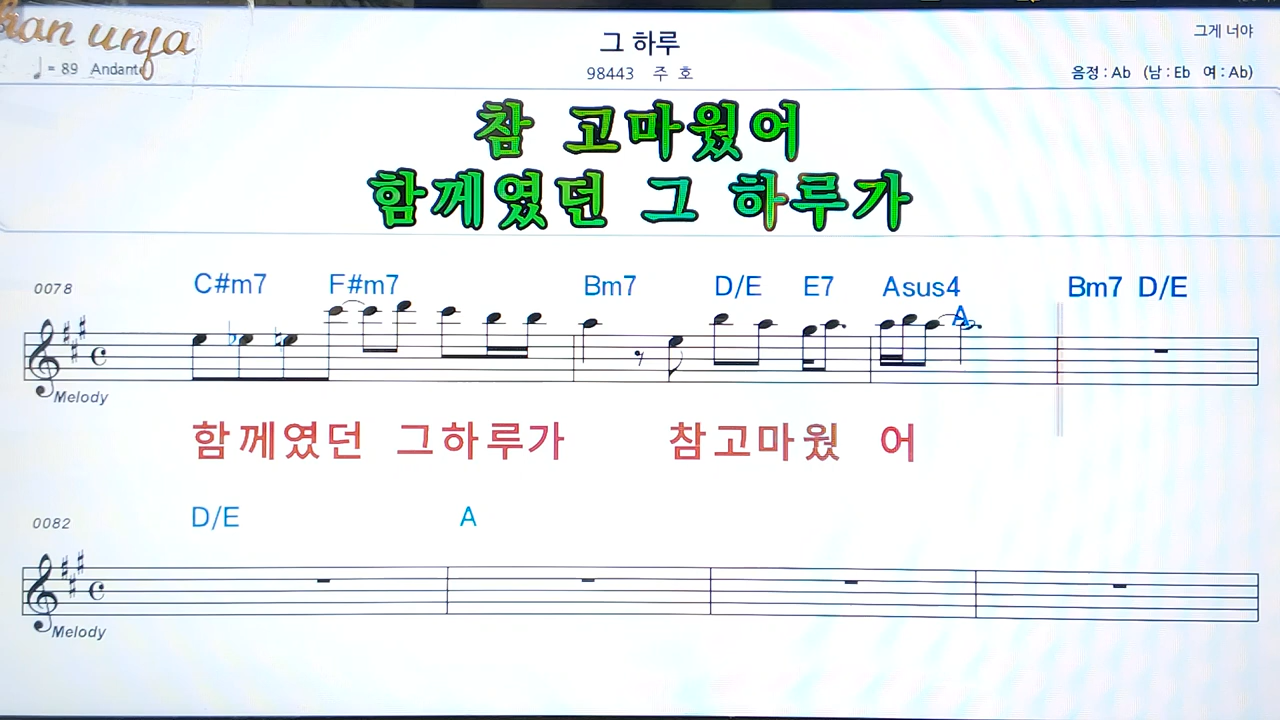 an unja
♩= 89 Andante
그 하루
98443 주 호
그게 너야
음정 : Ab (남 : Eb 여 : Ab)
참 고마웠어
함께였던 그 하루가
0078 C#m7 F#m7 Bm7 D/E E7 Asus4 A Bm7 D/E
Melody
함께였던 그하루가 참고마웠 어
0082 D/E A
Melody